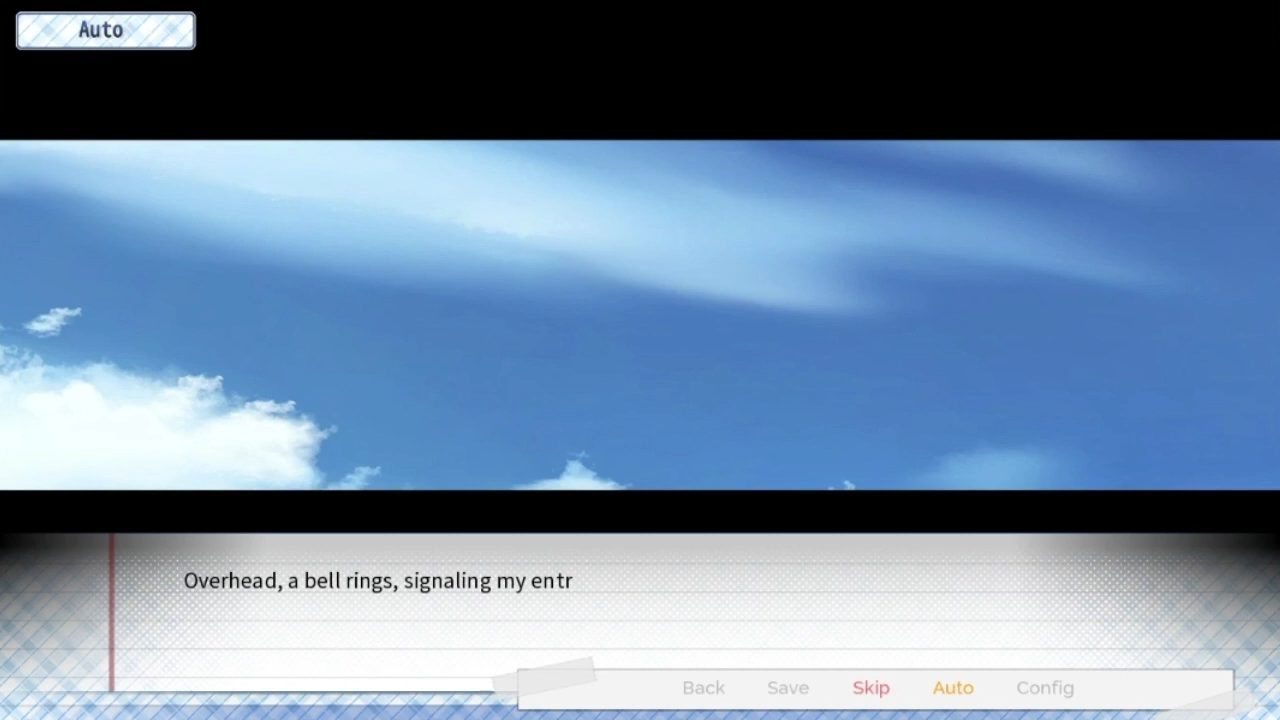 Auto
Overhead, a bell rings, signaling my entr
Back Save Skip Auto Config